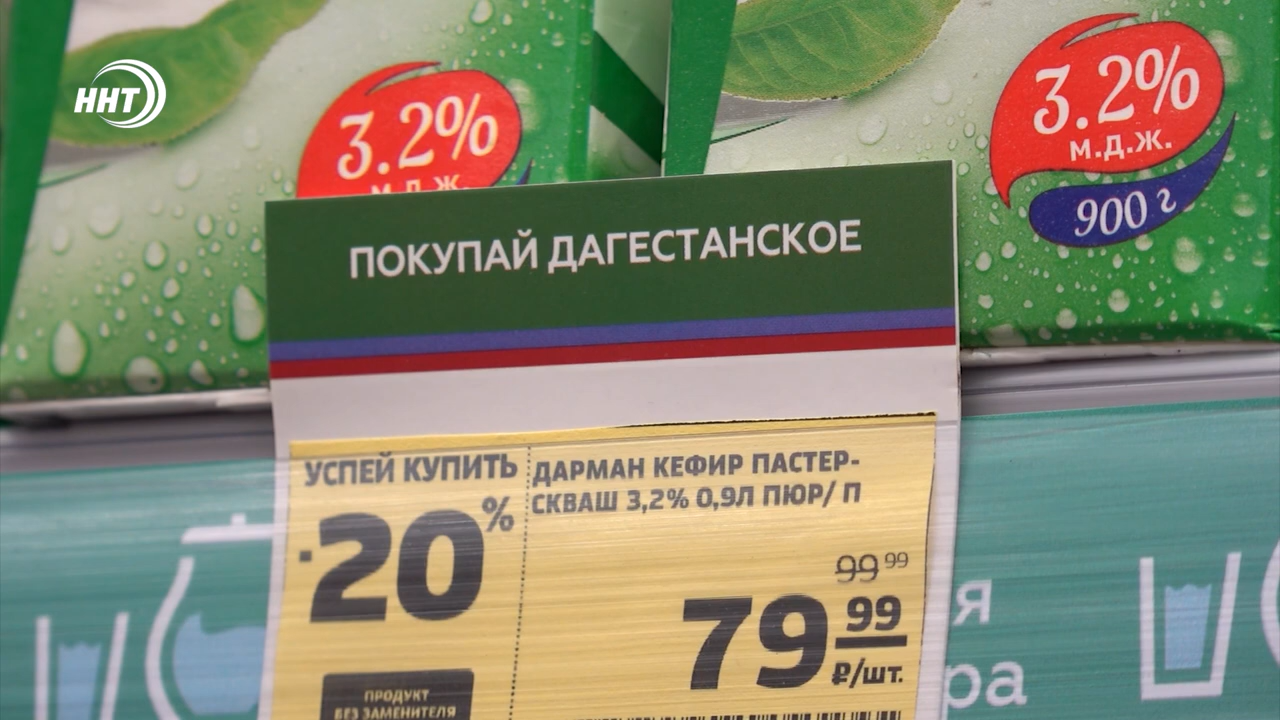 ННТ
3.2%
м.д.ж.
3.2%
м.д.ж.
900 г
ПОКУПАЙ ДАГЕСТАНСКОЕ
УСПЕЙ КУПИТЬ
-20%
ДАРМАН КЕФИР ПАСТЕР-
СКВАШ 3,2% 0,9Л ПЮР/ П
99 99
79 99
₽/шт.
ПРОДУКТ
БЕЗ ЗАМЕНИТЕЛЯ
я
ра